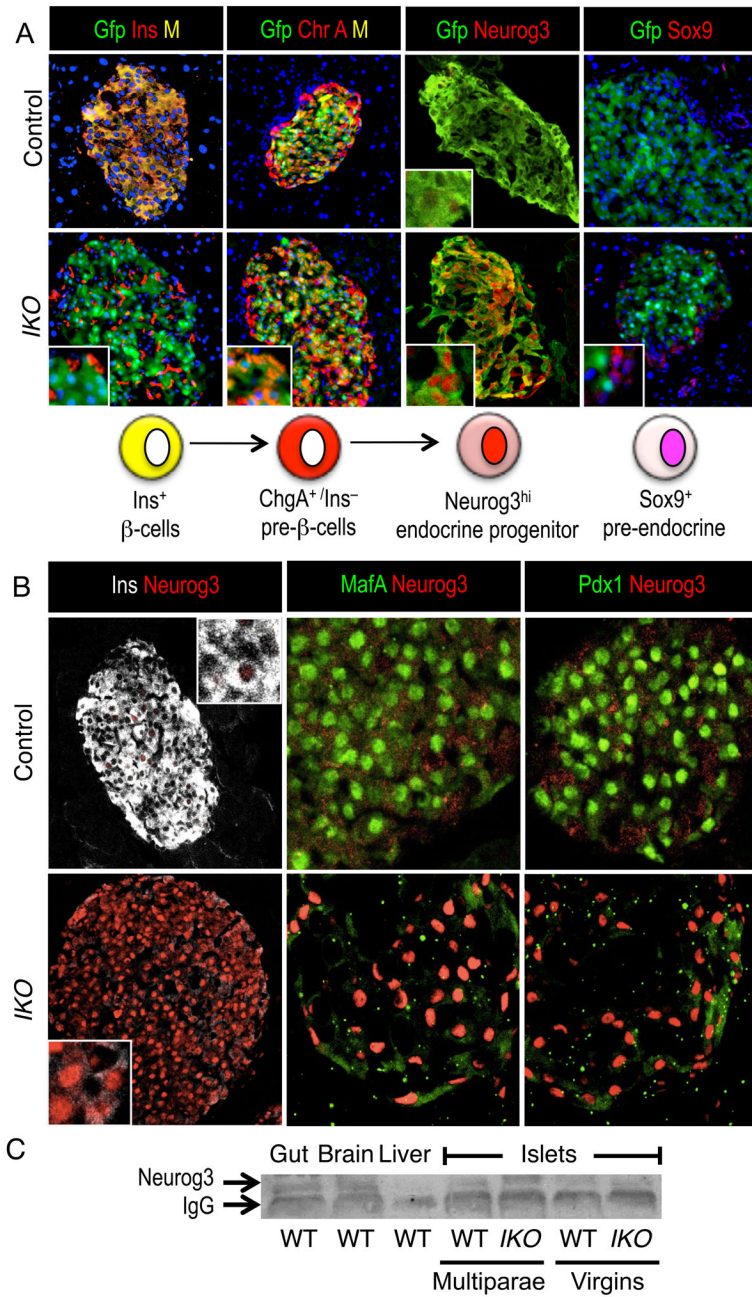 A
Gfp Ins M
Gfp Chr A M
Gfp Neurog3
Gfp Sox9
Control
IKO
Ins⁺
β-cells
ChgA⁺/Ins⁻
pre-β-cells
Neurog3ʰⁱ
endocrine progenitor
Sox9⁺
pre-endocrine
B
Ins Neurog3
MafA Neurog3
Pdx1 Neurog3
Control
IKO
C
Gut Brain Liver Islets
Neurog3
IgG
WT WT WT WT IKO WT IKO
Multiparae Virgins